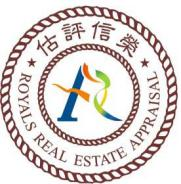 榮信評估
ROYALS REAL ESTATE APPRAISAL